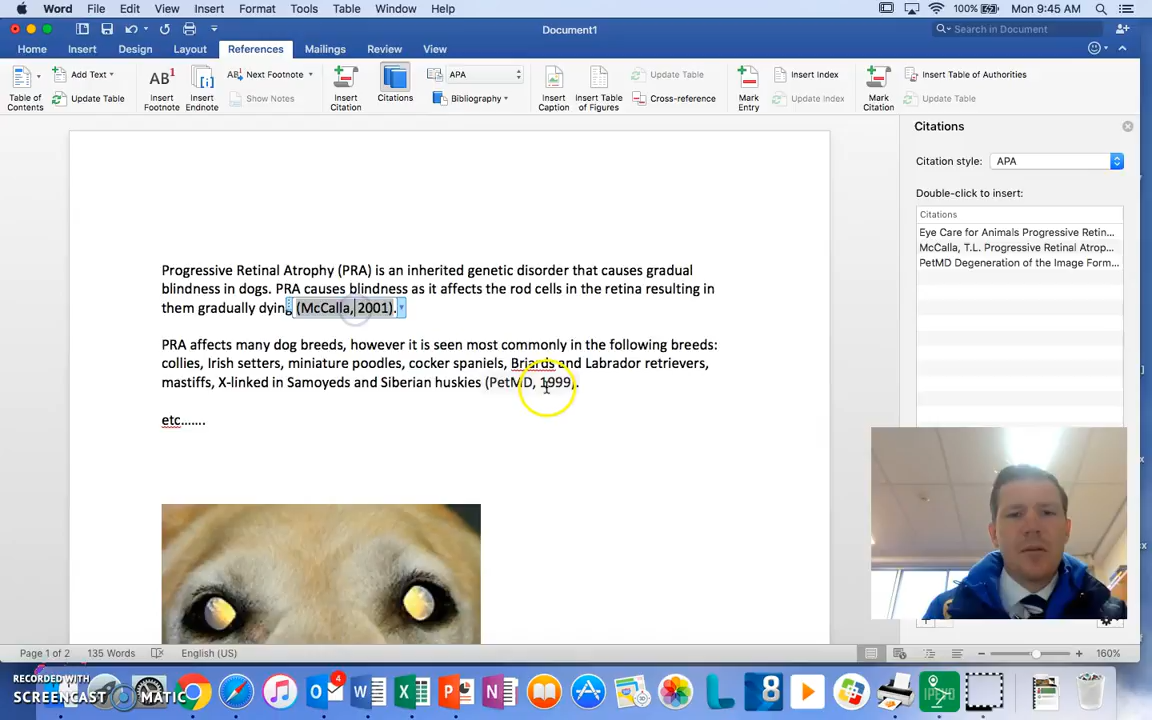 Word File Edit View Insert Format Tools Table Window Help 100% Mon 9:45 AM
Document1 Search in Document
Home Insert Design Layout References Mailings Review View
Add Text AB1 Next Footnote APA Update Table Insert Index Insert Table of Authorities
Table of Contents Update Table Insert Footnote Insert Endnote Show Notes Insert Citation Citations Bibliography Insert Caption Insert Table of Figures Cross-reference Mark Entry Update Index Mark Citation Update Table
Citations
Citation style: APA
Double-click to insert:
Citations
Eye Care for Animals Progressive Retin...
McCalla, T.L. Progressive Retinal Atrop...
PetMD Degeneration of the Image Form...
Progressive Retinal Atrophy (PRA) is an inherited genetic disorder that causes gradual
blindness in dogs. PRA causes blindness as it affects the rod cells in the retina resulting in
them gradually dying (McCalla, 2001).
PRA affects many dog breeds, however it is seen most commonly in the following breeds:
collies, Irish setters, miniature poodles, cocker spaniels, Briards and Labrador retrievers,
mastiffs, X-linked in Samoyeds and Siberian huskies (PetMD, 1999).
etc.......
Page 1 of 2 135 Words English (US) 160%
RECORDED WITH
SCREENCAST MATIC
4
8